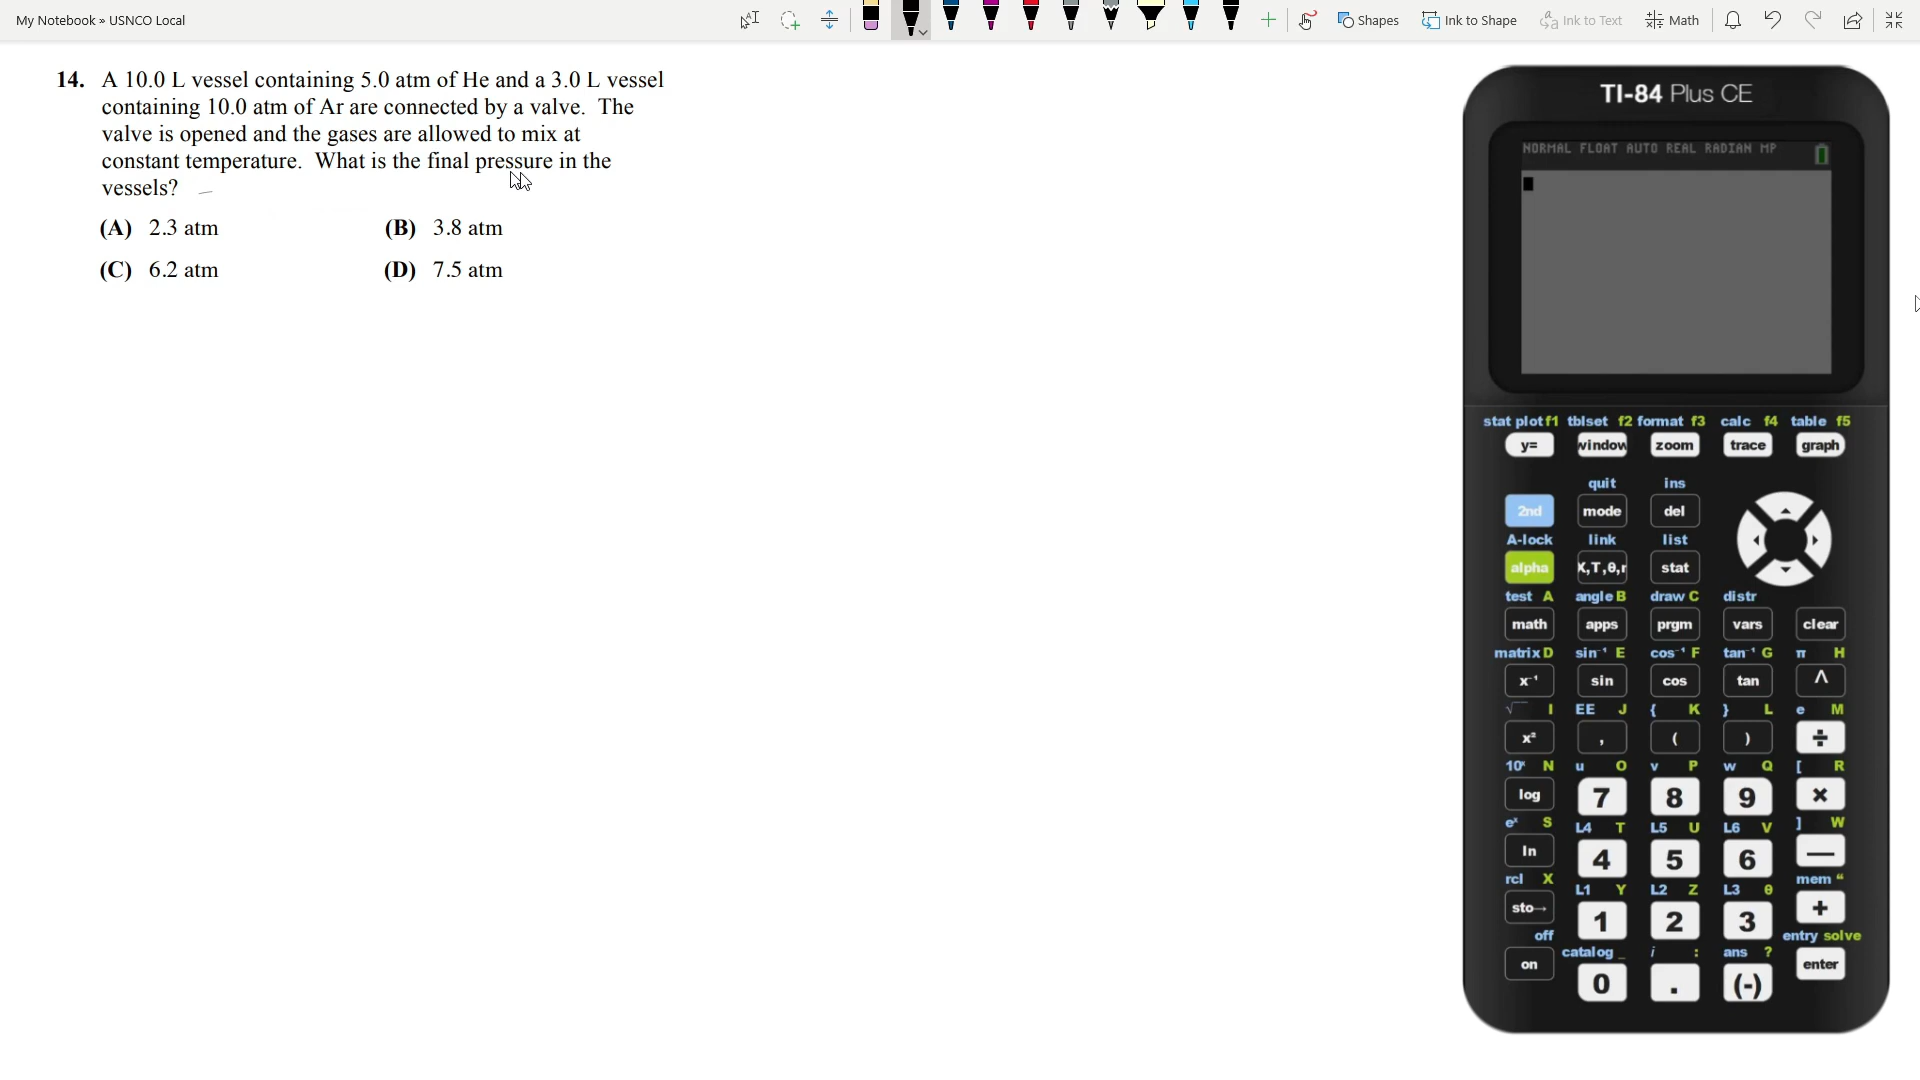 My Notebook » USNCO Local
Shapes
Ink to Shape
Ink to Text
Math
14. A 10.0 L vessel containing 5.0 atm of He and a 3.0 L vessel
containing 10.0 atm of Ar are connected by a valve. The
valve is opened and the gases are allowed to mix at
constant temperature. What is the final pressure in the
vessels?
(A) 2.3 atm (B) 3.8 atm
(C) 6.2 atm (D) 7.5 atm
TI-84 Plus CE
NORMAL FLOAT AUTO REAL RADIAN MP
stat plot f1 tblset f2 format f3 calc f4 table f5
y= window zoom trace graph
quit ins
2nd mode del
A-lock link list
alpha X,T,θ,n stat
test A angle B draw C distr
math apps prgm vars clear
matrix D sin⁻¹ E cos⁻¹ F tan⁻¹ G π H
x⁻¹ sin cos tan ^
√ I EE J { K } L e M
x² , ( ) ÷
10ˣ N u O v P w Q [ R
log 7 8 9 ×
eˣ S L4 T L5 U L6 V ] W
ln 4 5 6 —
rcl X L1 Y L2 Z L3 θ mem "
sto→ 1 2 3 +
off catalog _ i : ans ? entry solve
on 0 . (-) enter